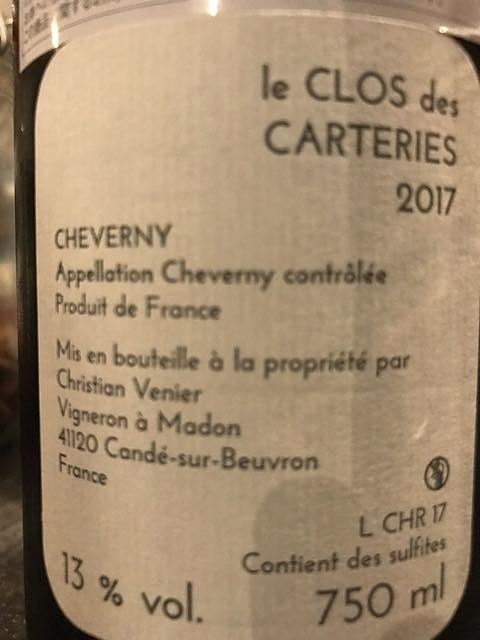 le CLOS des
CARTERIES
2017
CHEVERNY
Appellation Cheverny contrôlée
Produit de France
Mis en bouteille à la propriété par
Christian Venier
Vigneron à Madon
41120 Candé-sur-Beuvron
France
L CHR 17
Contient des sulfites
13 % vol.
750 ml